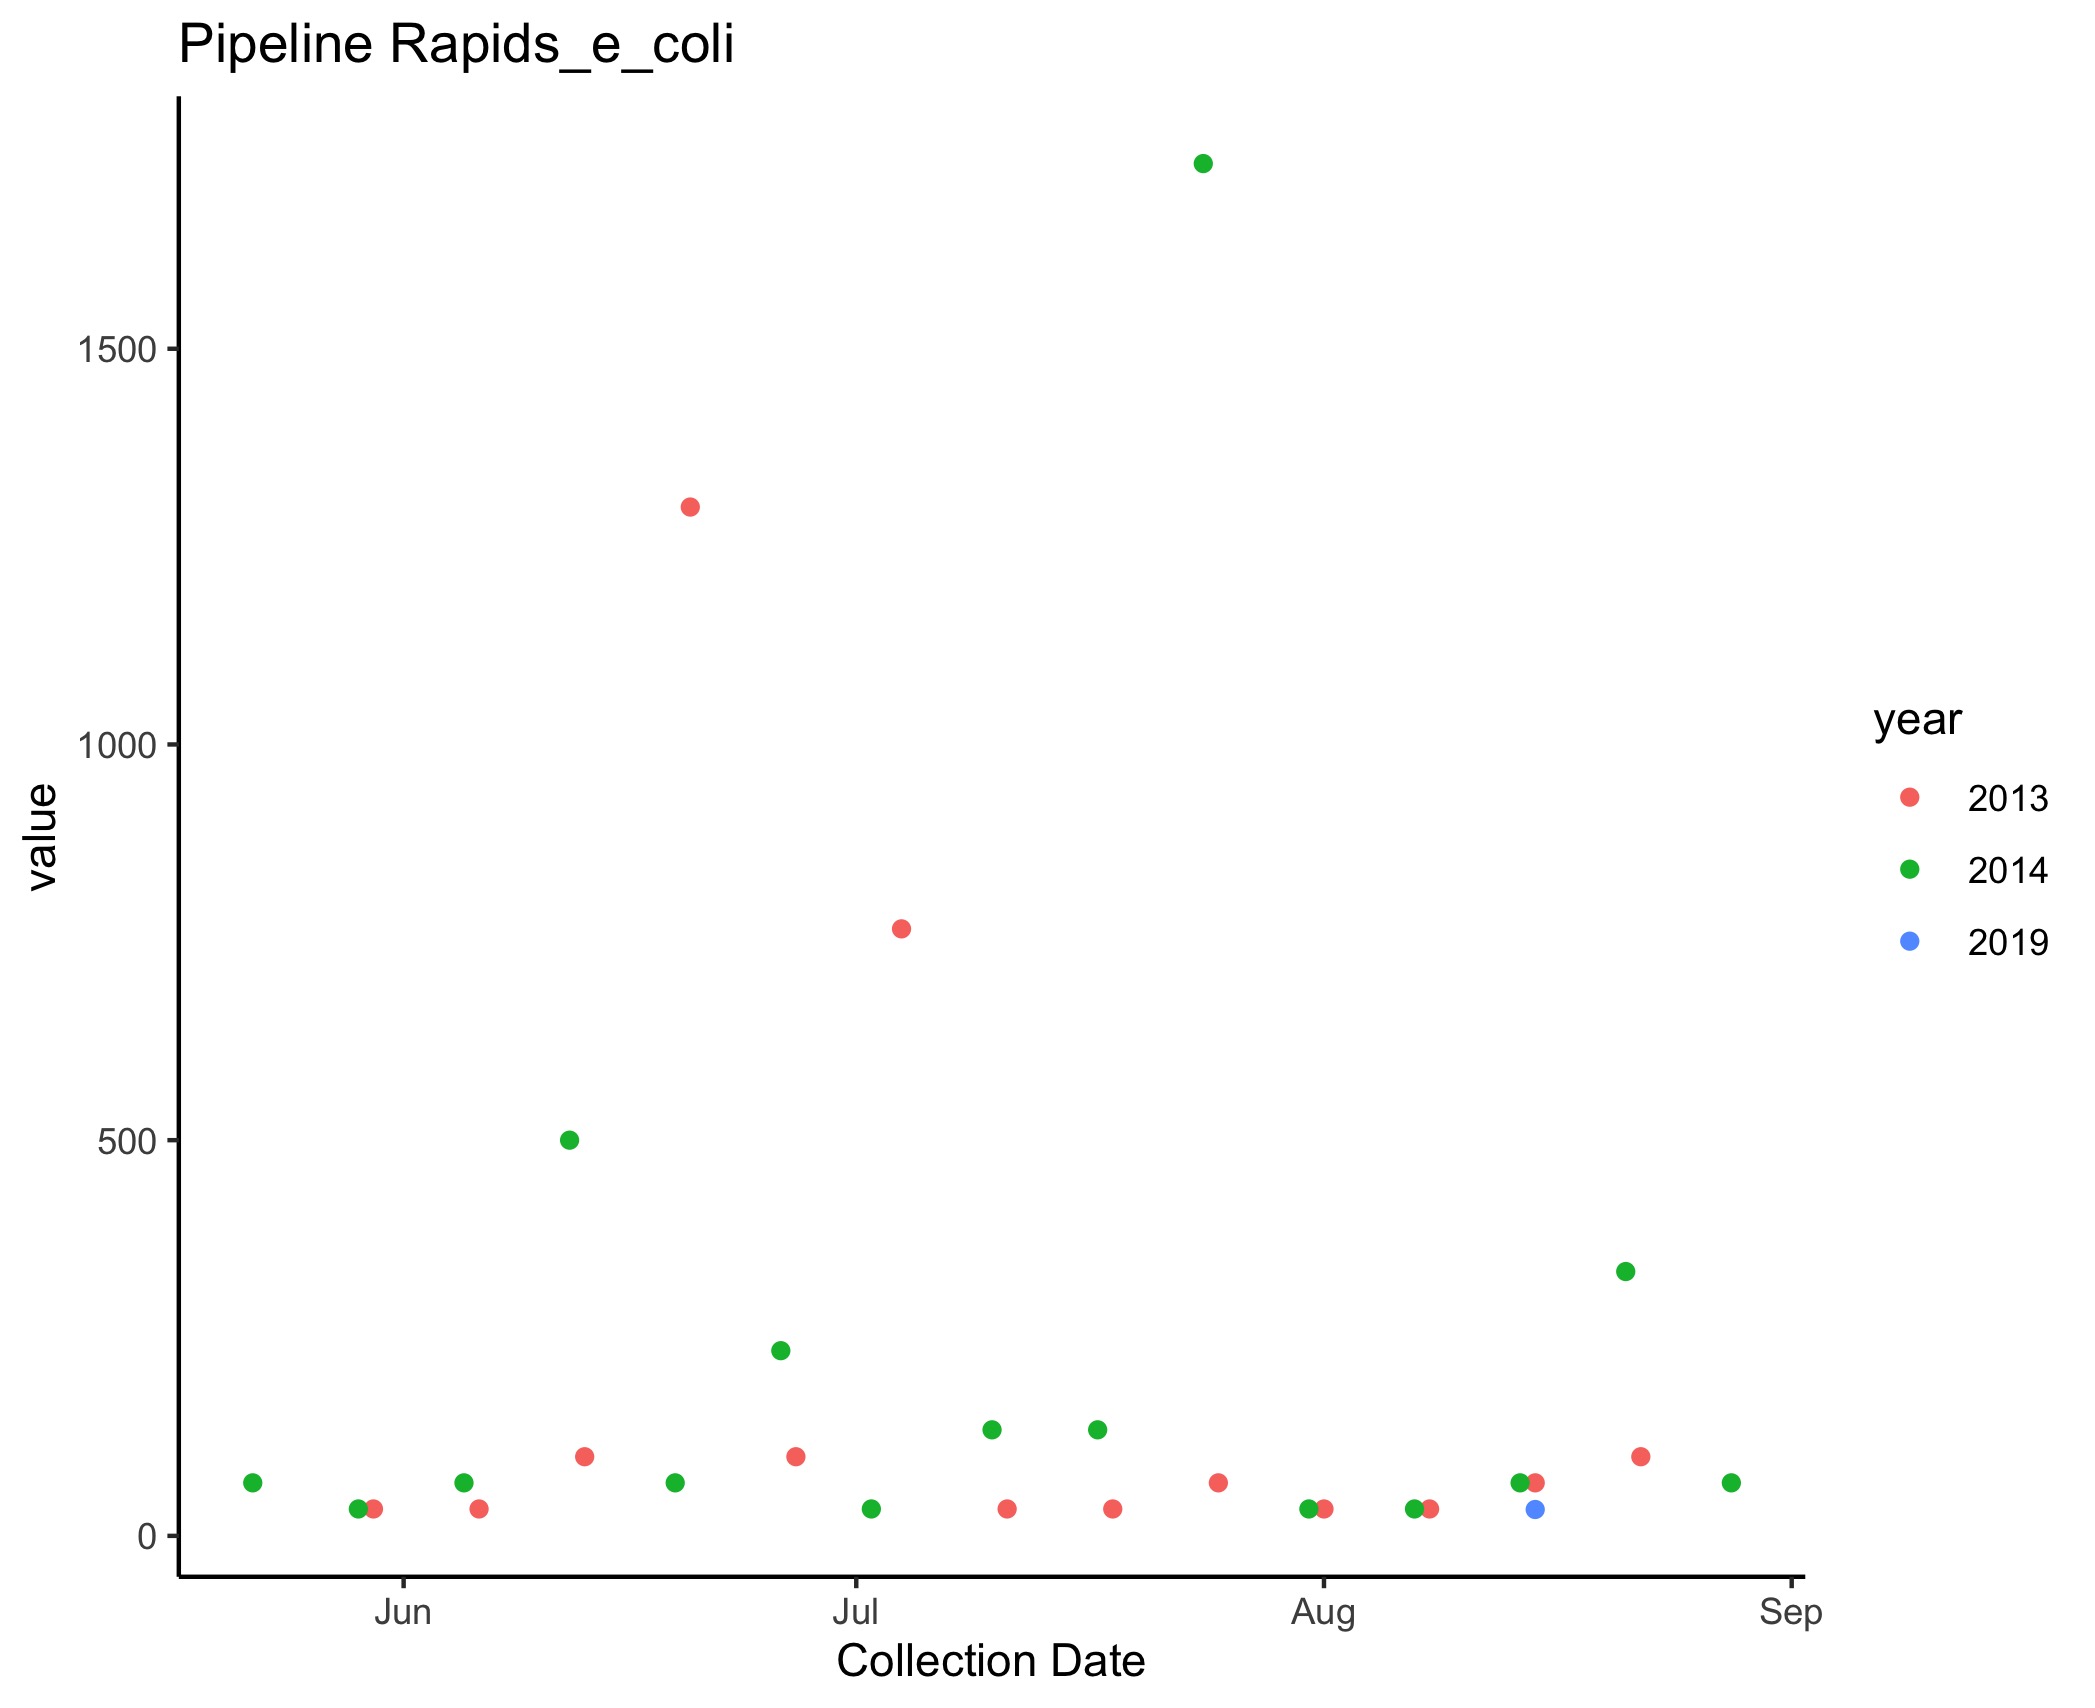 Pipeline Rapids_e_coli
1500
1000
500
0
value
Jun
Jul
Aug
Sep
Collection Date
year
2013
2014
2019